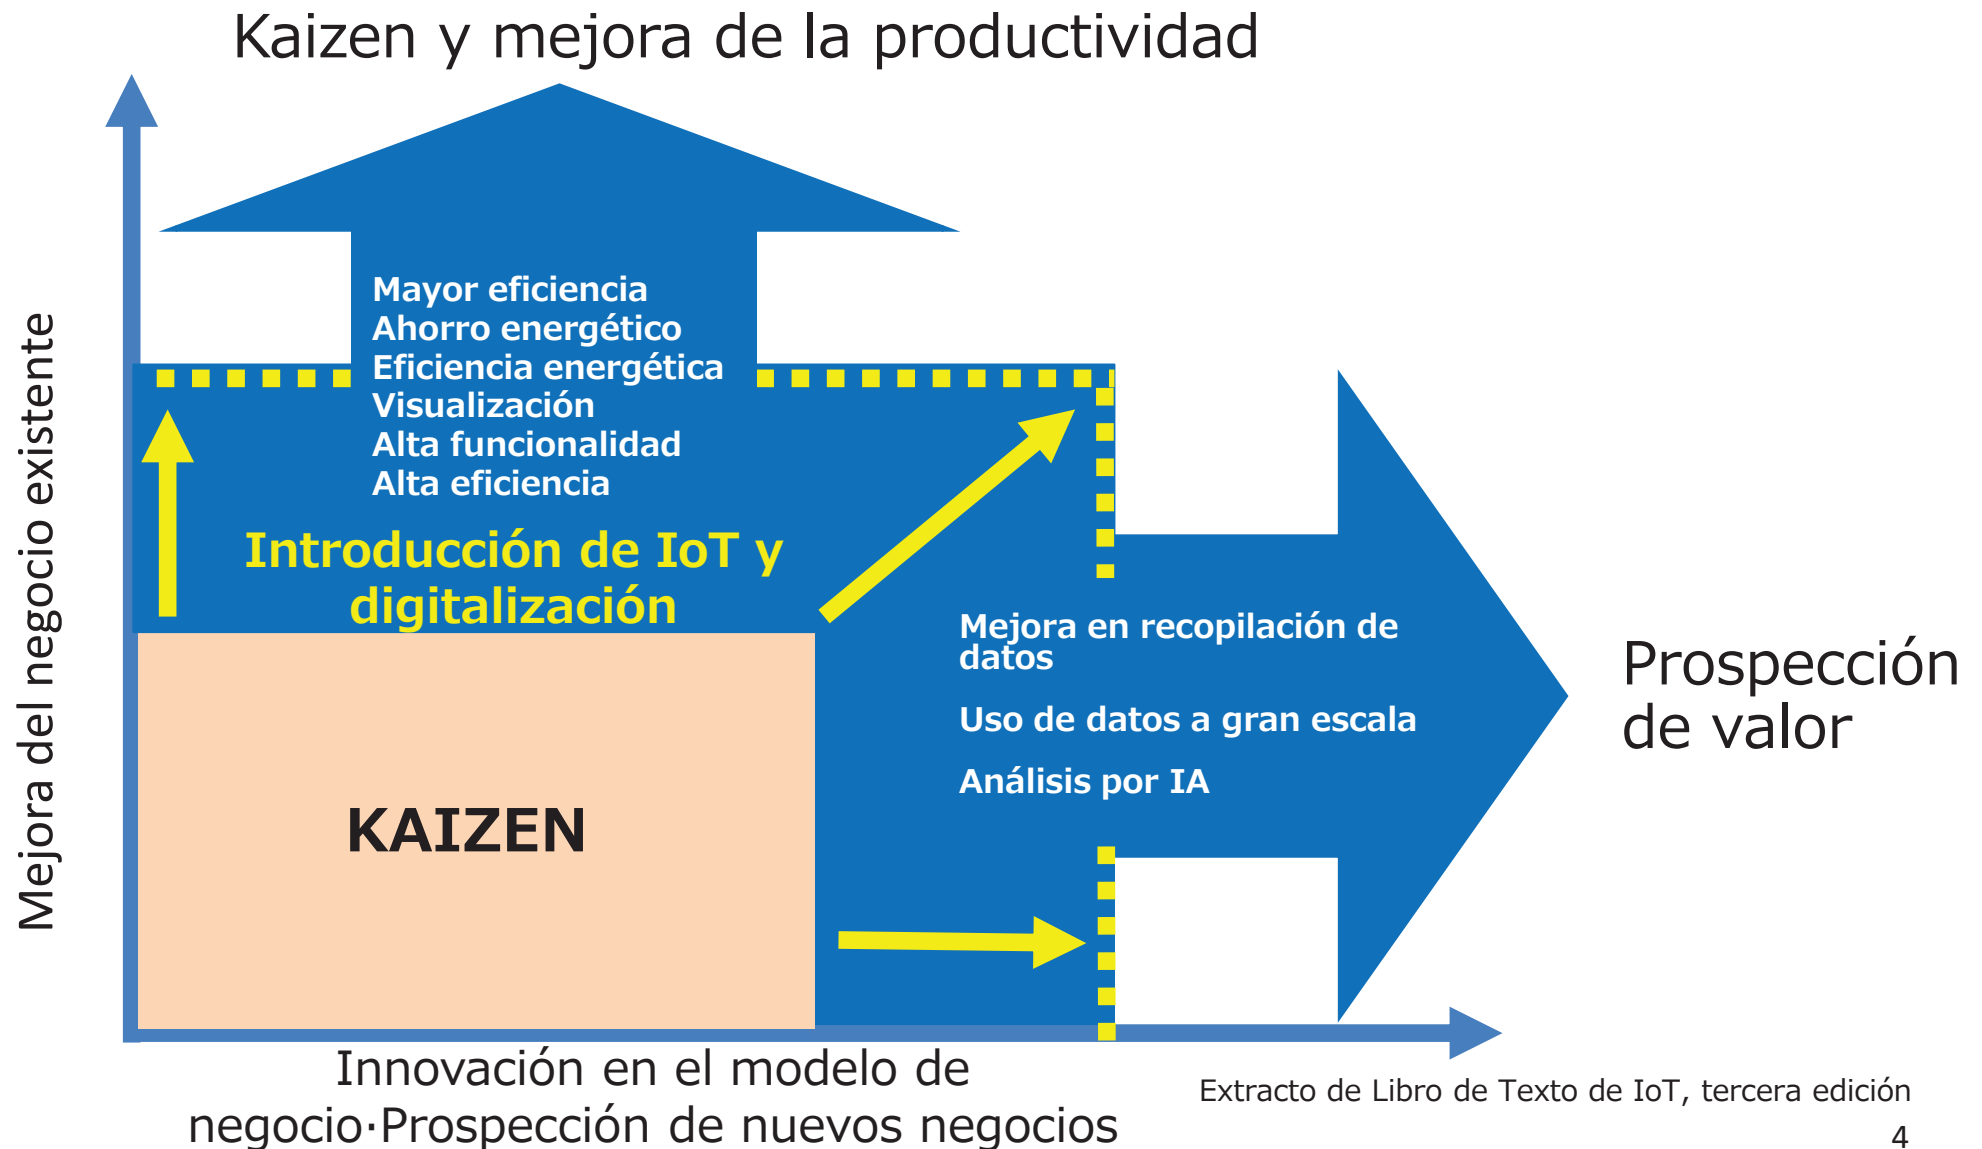 Kaizen y mejora de la productividad
Mejora del negocio existente
Mayor eficiencia
Ahorro energético
Eficiencia energética
Visualización
Alta funcionalidad
Alta eficiencia
Introducción de IoT y
digitalización
Mejora en recopilación de
datos
Uso de datos a gran escala
Análisis por IA
Prospección
de valor
KAIZEN
Innovación en el modelo de
negocio·Prospección de nuevos negocios
Extracto de Libro de Texto de IoT, tercera edición
4